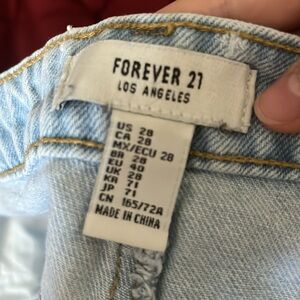 FOREVER 21
LOS ANGELES
US 28
CA 28
MX/ECU 28
BR 28
EU 40
UK 28
KR 71
JP 71
CN 165/72A
MADE IN CHINA